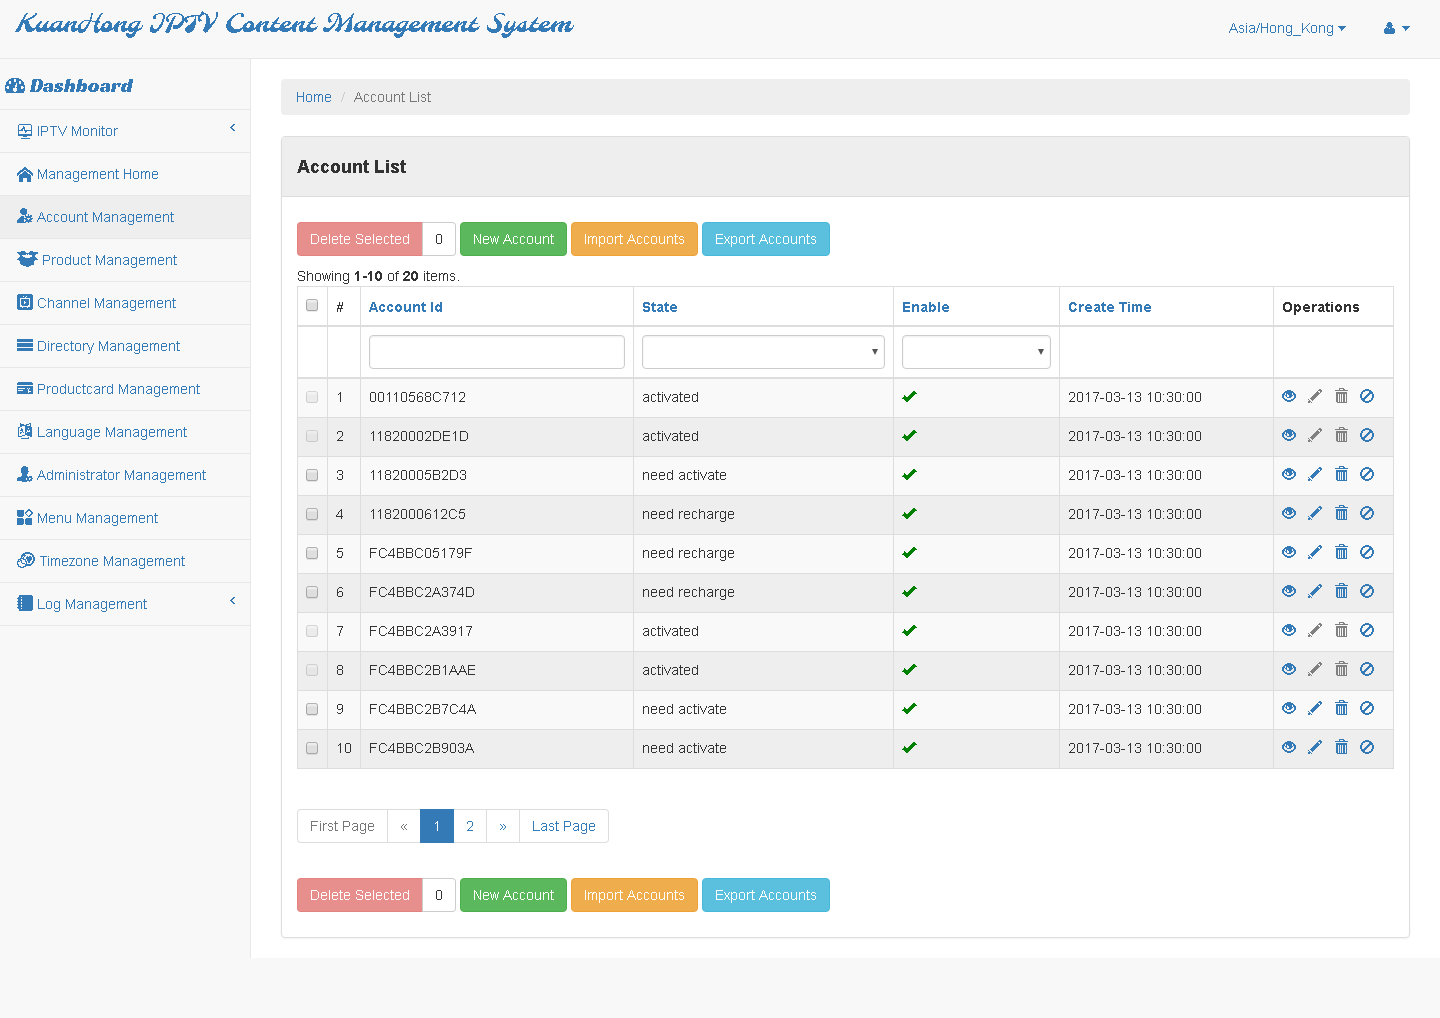 KuanHong IPTV Content Management System
Asia/Hong_Kong
Dashboard
IPTV Monitor
Management Home
Account Management
Product Management
Channel Management
Directory Management
Productcard Management
Language Management
Administrator Management
Menu Management
Timezone Management
Log Management
Home / Account List
Account List
Delete Selected 0 New Account Import Accounts Export Accounts
Showing 1-10 of 20 items.
# Account Id State Enable Create Time Operations
1 00110568C712 activated 2017-03-13 10:30:00
2 11820002DE1D activated 2017-03-13 10:30:00
3 11820005B2D3 need activate 2017-03-13 10:30:00
4 1182000612C5 need recharge 2017-03-13 10:30:00
5 FC4BBC05179F need recharge 2017-03-13 10:30:00
6 FC4BBC2A374D need recharge 2017-03-13 10:30:00
7 FC4BBC2A3917 activated 2017-03-13 10:30:00
8 FC4BBC2B1AAE activated 2017-03-13 10:30:00
9 FC4BBC2B7C4A need activate 2017-03-13 10:30:00
10 FC4BBC2B903A need activate 2017-03-13 10:30:00
First Page « 1 2 » Last Page
Delete Selected 0 New Account Import Accounts Export Accounts